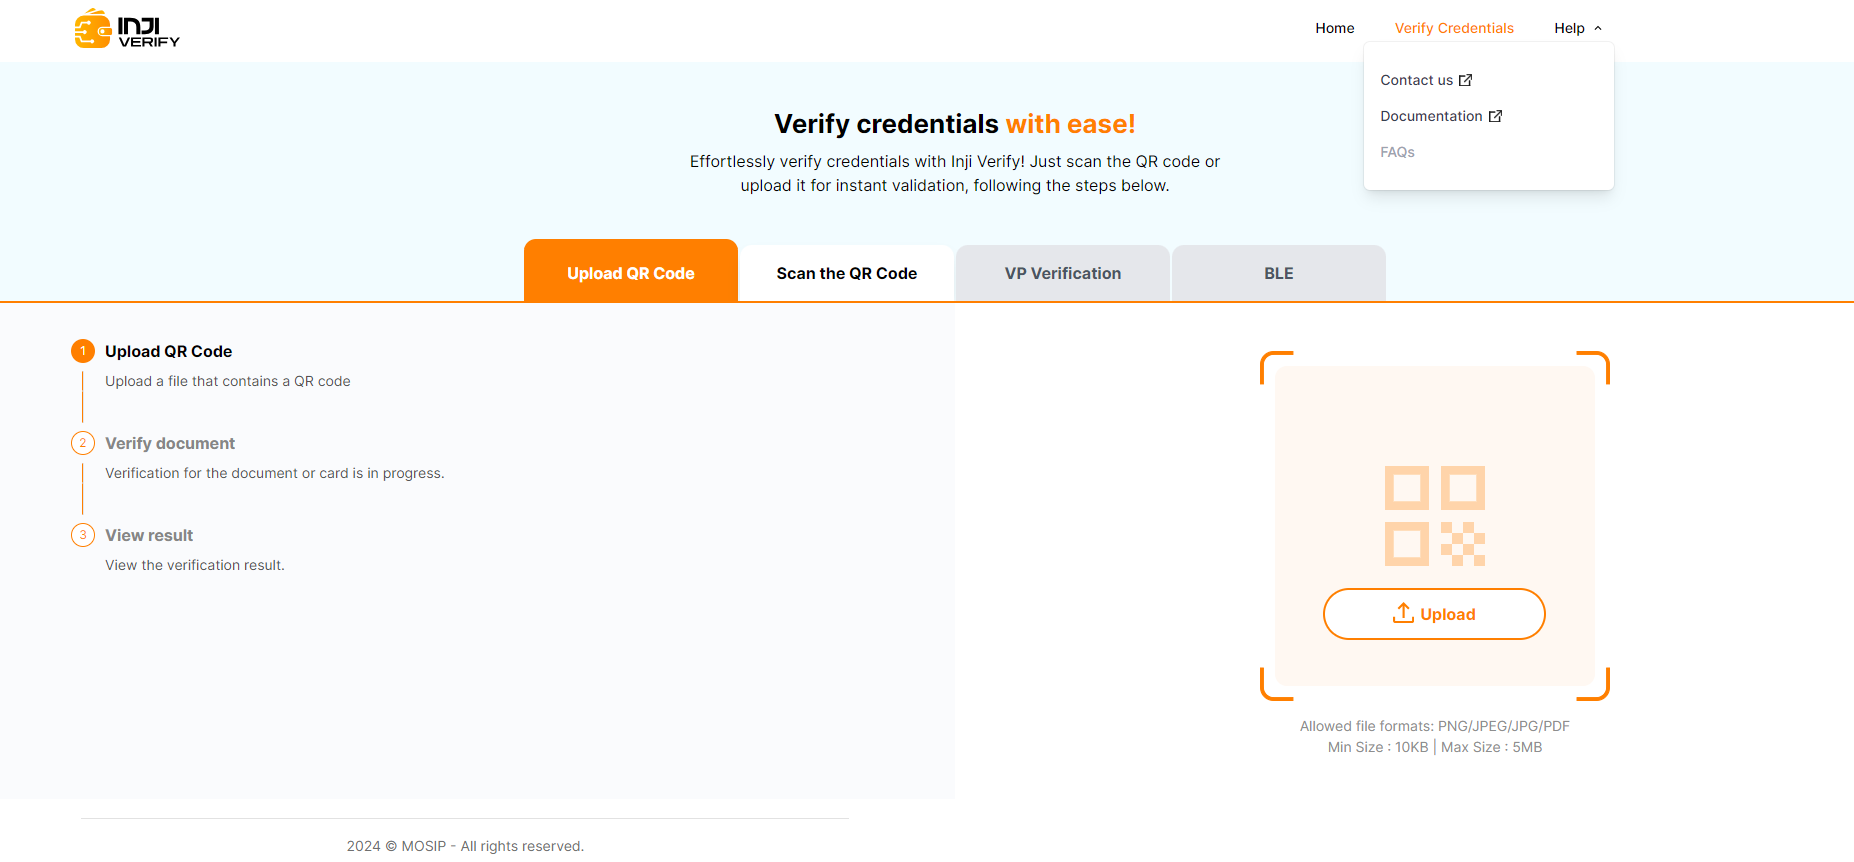 INJI
VERIFY
Home
Verify Credentials
Help
Contact us
Documentation
FAQs
Verify credentials with ease!
Effortlessly verify credentials with Inji Verify! Just scan the QR code or
upload it for instant validation, following the steps below.
Upload QR Code
Scan the QR Code
VP Verification
BLE
1
Upload QR Code
Upload a file that contains a QR code
2
Verify document
Verification for the document or card is in progress.
3
View result
View the verification result.
Upload
Allowed file formats: PNG/JPEG/JPG/PDF
Min Size : 10KB | Max Size : 5MB
2024 © MOSIP - All rights reserved.